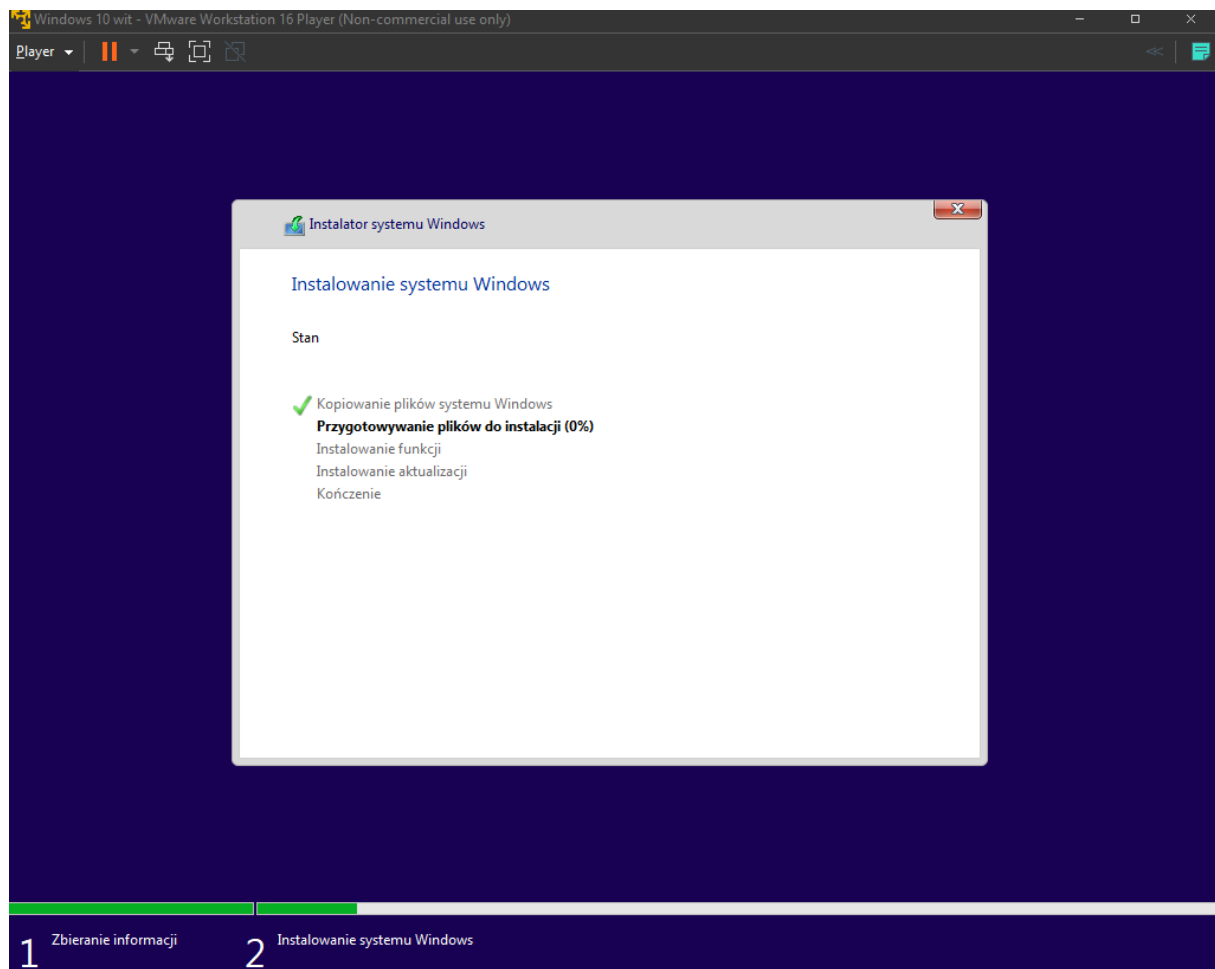 Windows 10 wit - VMware Workstation 16 Player (Non-commercial use only)
Player
Instalator systemu Windows
Instalowanie systemu Windows
Stan
Kopiowanie plików systemu Windows
Przygotowywanie plików do instalacji (0%)
Instalowanie funkcji
Instalowanie aktualizacji
Kończenie
1 Zbieranie informacji 2 Instalowanie systemu Windows